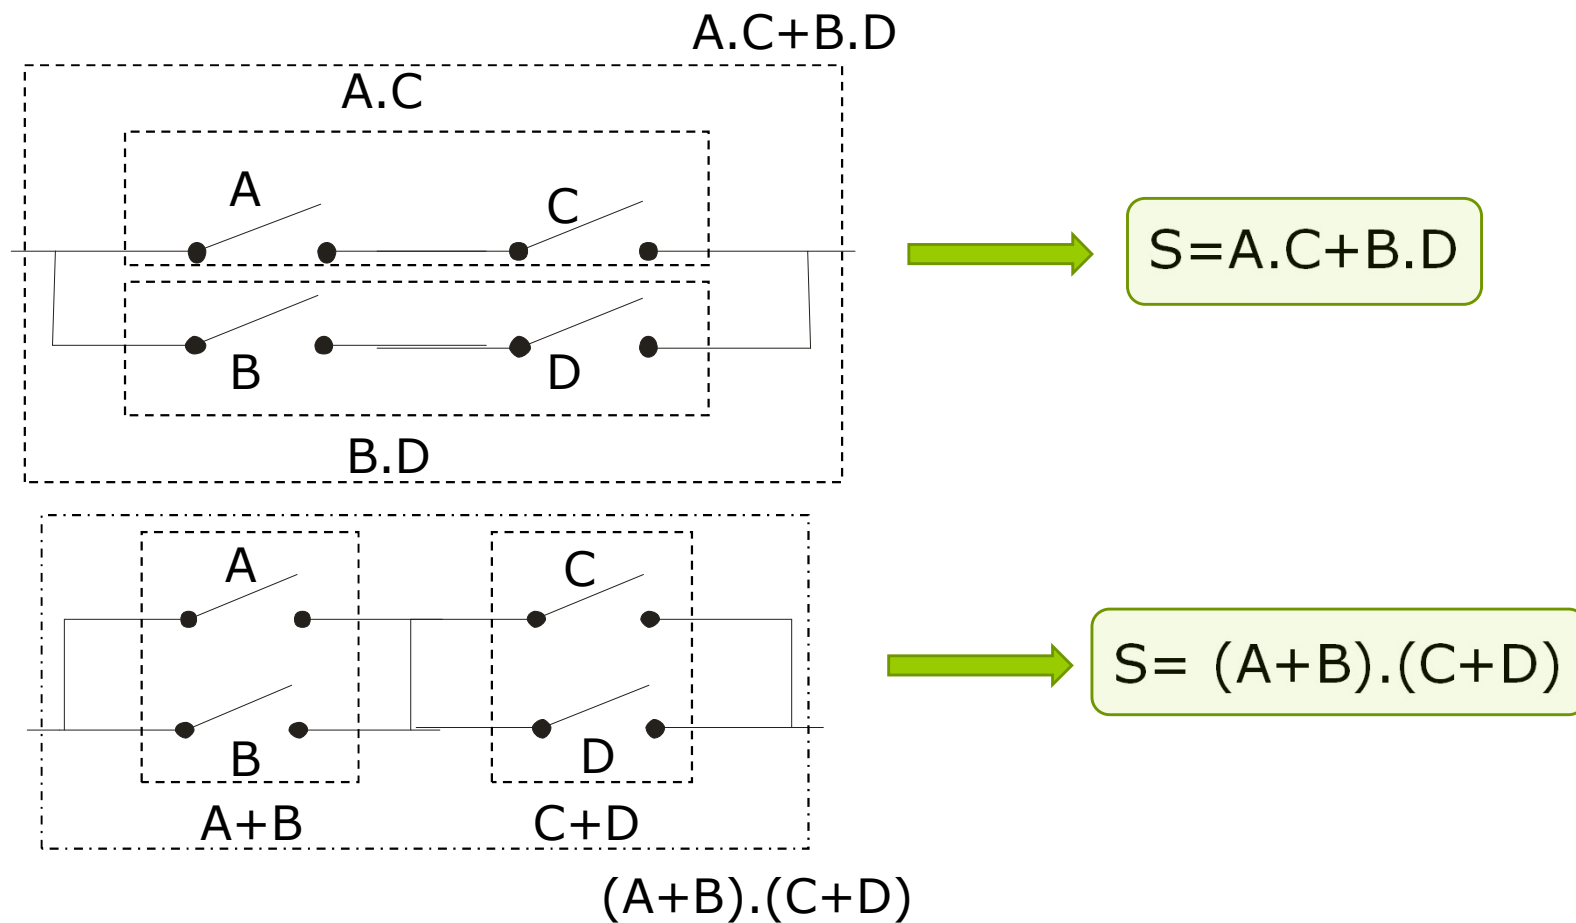 A.C+B.D
A.C
A
C
S=A.C+B.D
B
D
B.D
A
C
S= (A+B).(C+D)
B
D
A+B
C+D
(A+B).(C+D)